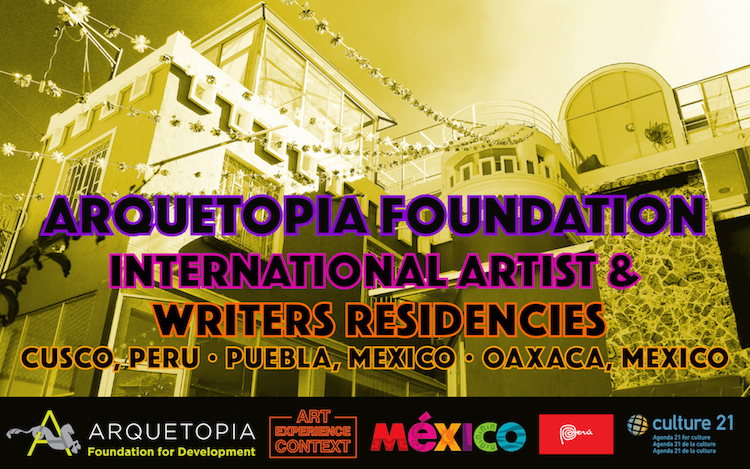 ARQUETOPIA FOUNDATION
INTERNATIONAL ARTIST &
WRITERS RESIDENCIES
CUSCO, PERU • PUEBLA, MEXICO • OAXACA, MEXICO
ARQUETOPIA
Foundation for Development
ART
EXPERIENCE
CONTEXT
MéXICO
Perú
culture 21
Agenda 21 for culture
Agenda 21 de la cultura
Agenda 21 de la culture